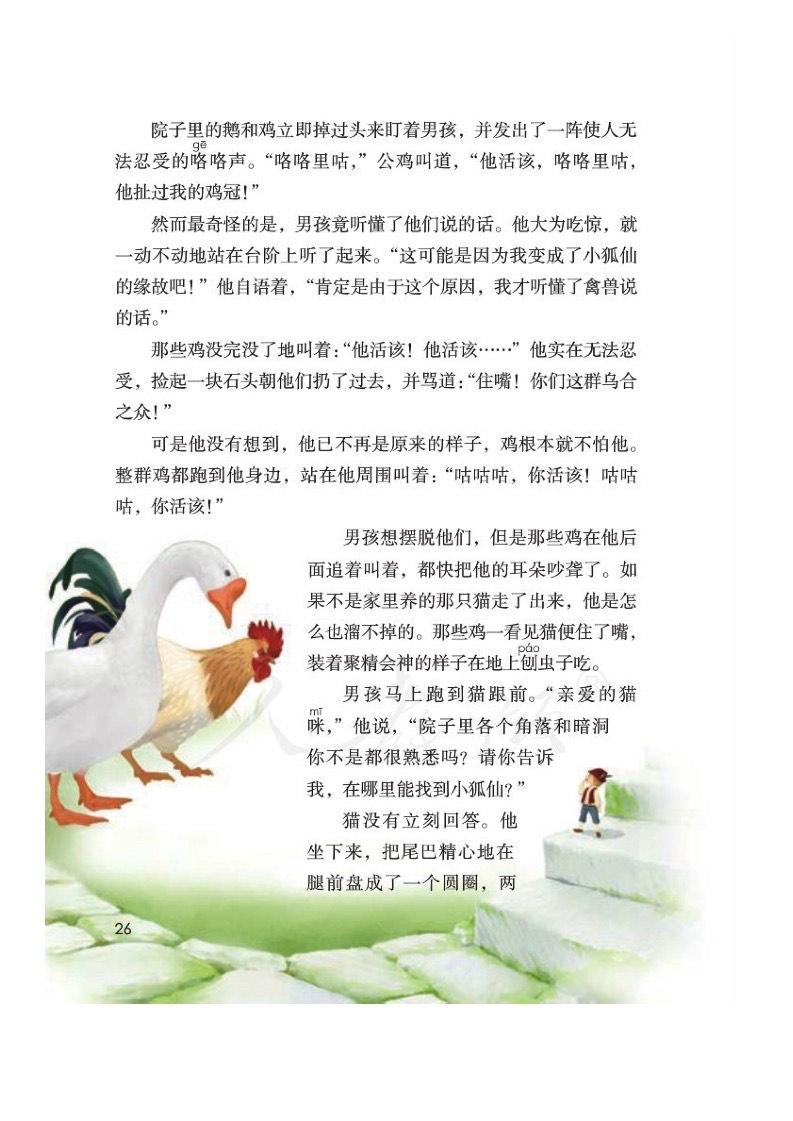 院子里的鹅和鸡立即掉过头来盯着男孩，并发出了一阵使人无
gē
法忍受的咯咯声。“咯咯里咕，”公鸡叫道，“他活该，咯咯里咕，
他扯过我的鸡冠！”
然而最奇怪的是，男孩竟听懂了他们说的话。他大为吃惊，就
一动不动地站在台阶上听了起来。“这可能是因为我变成了小狐仙
的缘故吧！”他自语着，“肯定是由于这个原因，我才听懂了禽兽说
的话。”
那些鸡没完没了地叫着：“他活该！他活该……”他实在无法忍
受，捡起一块石头朝他们扔了过去，并骂道：“住嘴！你们这群乌合
之众！”
可是他没有想到，他已不再是原来的样子，鸡根本就不怕他。
整群鸡都跑到他身边，站在他周围叫着：“咕咕咕，你活该！咕咕
咕，你活该！”
男孩想摆脱他们，但是那些鸡在他后
面追着叫着，都快把他的耳朵吵聋了。如
果不是家里养的那只猫走了出来，他是怎
么也溜不掉的。那些鸡一看见猫便住了嘴，
páo
装着聚精会神的样子在地上刨虫子吃。
男孩马上跑到猫跟前。“亲爱的猫
mī
咪，”他说，“院子里各个角落和暗洞
你不是都很熟悉吗？请你告诉
我，在哪里能找到小狐仙？”
猫没有立刻回答。他
坐下来，把尾巴精心地在
腿前盘成了一个圆圈，两
26